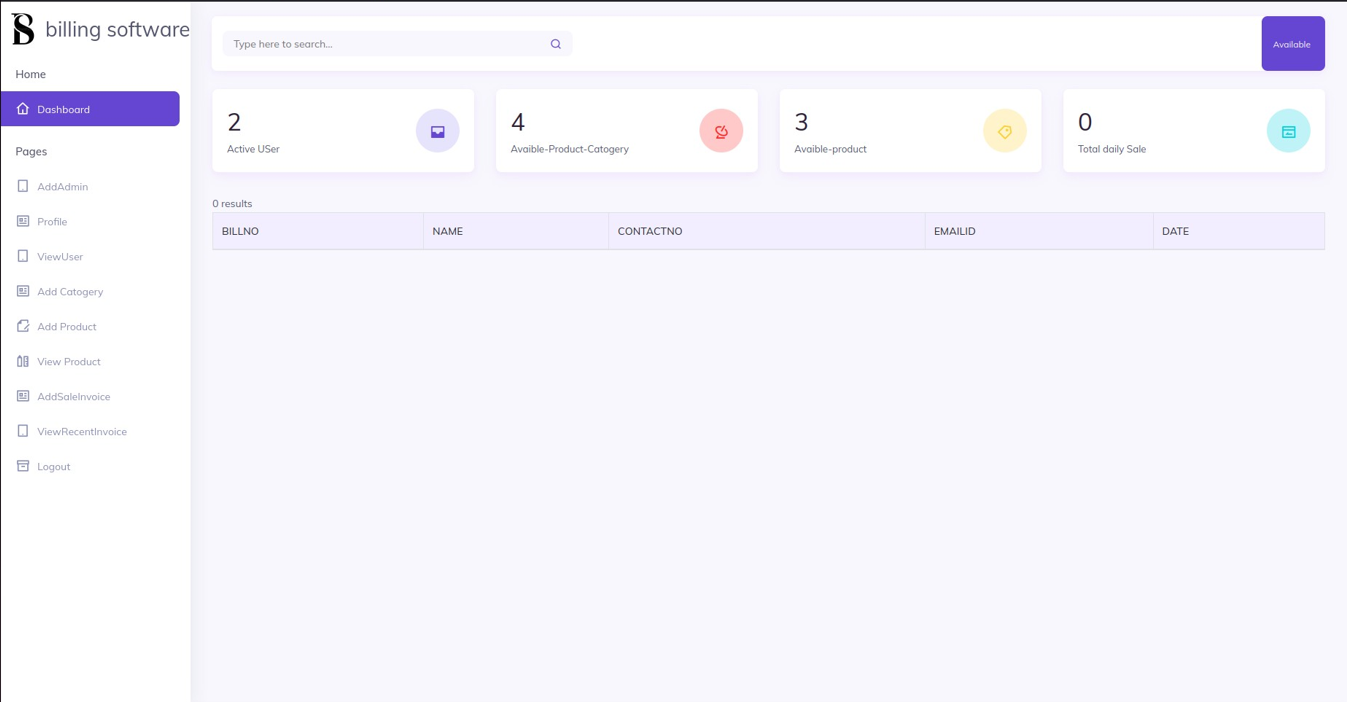 B billing software
Home
Dashboard
Pages
AddAdmin
Profile
ViewUser
Add Catogery
Add Product
View Product
AddSaleInvoice
ViewRecentInvoice
Logout
Type here to search...
Available
2
Active USer
4
Avaible-Product-Catogery
3
Avaible-product
0
Total daily Sale
0 results
BILLNO NAME CONTACTNO EMAILID DATE